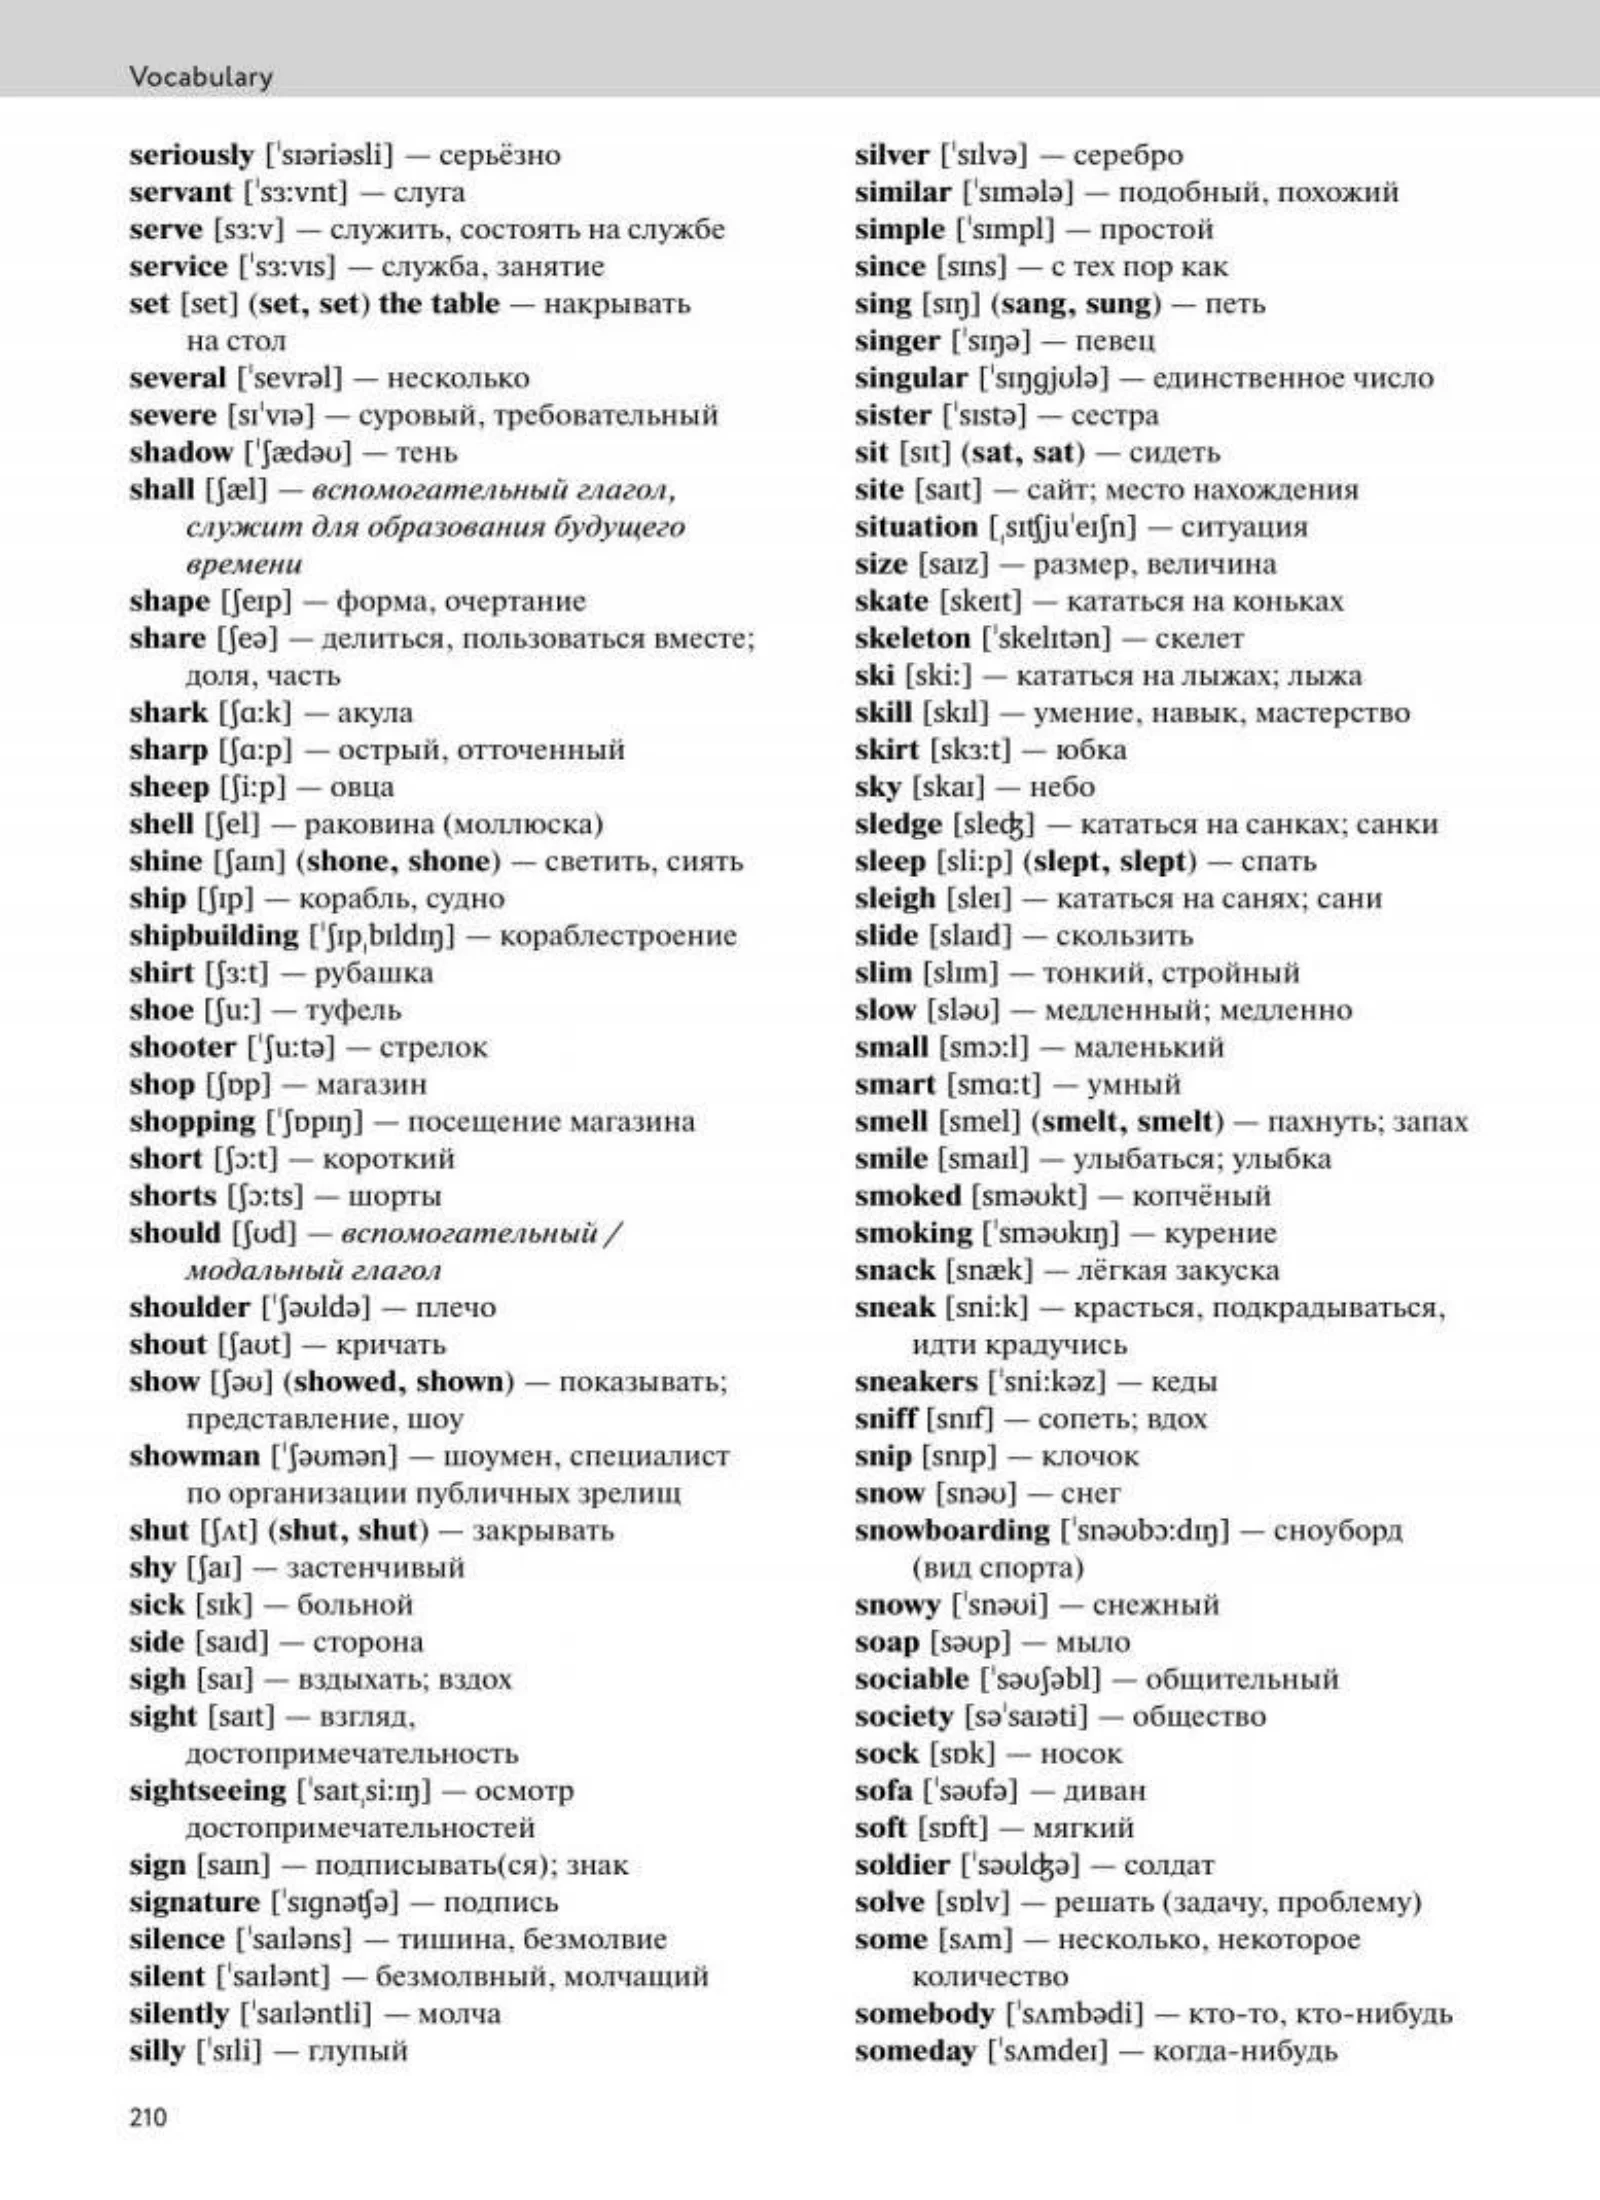 Vocabulary
seriously [ˈsɪəriəsli] — серьёзно
servant [ˈsɜːvnt] — слуга
serve [sɜːv] — служить, состоять на службе
service [ˈsɜːvɪs] — служба, занятие
set [set] (set, set) the table — накрывать
на стол
several [ˈsevrəl] — несколько
severe [sɪˈvɪə] — суровый, требовательный
shadow [ˈʃædəʊ] — тень
shall [ʃæl] — вспомогательный глагол,
служит для образования будущего
времени
shape [ʃeɪp] — форма, очертание
share [ʃeə] — делиться, пользоваться вместе;
доля, часть
shark [ʃɑːk] — акула
sharp [ʃɑːp] — острый, отточенный
sheep [ʃiːp] — овца
shell [ʃel] — раковина (моллюска)
shine [ʃaɪn] (shone, shone) — светить, сиять
ship [ʃɪp] — корабль, судно
shipbuilding [ˈʃɪpˌbɪldɪŋ] — кораблестроение
shirt [ʃɜːt] — рубашка
shoe [ʃuː] — туфель
shooter [ˈʃuːtə] — стрелок
shop [ʃɒp] — магазин
shopping [ˈʃɒpɪŋ] — посещение магазина
short [ʃɔːt] — короткий
shorts [ʃɔːts] — шорты
should [ʃʊd] — вспомогательный /
модальный глагол
shoulder [ˈʃəʊldə] — плечо
shout [ʃaʊt] — кричать
show [ʃəʊ] (showed, shown) — показывать;
представление, шоу
showman [ˈʃəʊmən] — шоумен, специалист
по организации публичных зрелищ
shut [ʃʌt] (shut, shut) — закрывать
shy [ʃaɪ] — застенчивый
sick [sɪk] — больной
side [saɪd] — сторона
sigh [saɪ] — вздыхать; вздох
sight [saɪt] — взгляд,
достопримечательность
sightseeing [ˈsaɪtˌsiːɪŋ] — осмотр
достопримечательностей
sign [saɪn] — подписывать(ся); знак
signature [ˈsɪgnətʃə] — подпись
silence [ˈsaɪləns] — тишина, безмолвие
silent [ˈsaɪlənt] — безмолвный, молчащий
silently [ˈsaɪləntli] — молча
silly [ˈsɪli] — глупый
silver [ˈsɪlvə] — серебро
similar [ˈsɪmələ] — подобный, похожий
simple [ˈsɪmpl] — простой
since [sɪns] — с тех пор как
sing [sɪŋ] (sang, sung) — петь
singer [ˈsɪŋə] — певец
singular [ˈsɪŋgjʊlə] — единственное число
sister [ˈsɪstə] — сестра
sit [sɪt] (sat, sat) — сидеть
site [saɪt] — сайт; место нахождения
situation [ˌsɪtʃjuˈeɪʃn] — ситуация
size [saɪz] — размер, величина
skate [skeɪt] — кататься на коньках
skeleton [ˈskelɪtən] — скелет
ski [skiː] — кататься на лыжах; лыжа
skill [skɪl] — умение, навык, мастерство
skirt [skɜːt] — юбка
sky [skaɪ] — небо
sledge [sledʒ] — кататься на санках; санки
sleep [sliːp] (slept, slept) — спать
sleigh [sleɪ] — кататься на санях; сани
slide [slaɪd] — скользить
slim [slɪm] — тонкий, стройный
slow [sləʊ] — медленный; медленно
small [smɔːl] — маленький
smart [smɑːt] — умный
smell [smel] (smelt, smelt) — пахнуть; запах
smile [smaɪl] — улыбаться; улыбка
smoked [sməʊkt] — копчёный
smoking [ˈsməʊkɪŋ] — курение
snack [snæk] — лёгкая закуска
sneak [sniːk] — красться, подкрадываться,
идти крадучись
sneakers [ˈsniːkəz] — кеды
sniff [snɪf] — сопеть; вдох
snip [snɪp] — клочок
snow [snəʊ] — снег
snowboarding [ˈsnəʊbɔːdɪŋ] — сноуборд
(вид спорта)
snowy [ˈsnəʊi] — снежный
soap [səʊp] — мыло
sociable [ˈsəʊʃəbl] — общительный
society [səˈsaɪəti] — общество
sock [sɒk] — носок
sofa [ˈsəʊfə] — диван
soft [sɒft] — мягкий
soldier [ˈsəʊldʒə] — солдат
solve [sɒlv] — решать (задачу, проблему)
some [sʌm] — несколько, некоторое
количество
somebody [ˈsʌmbədi] — кто-то, кто-нибудь
someday [ˈsʌmdeɪ] — когда-нибудь
210